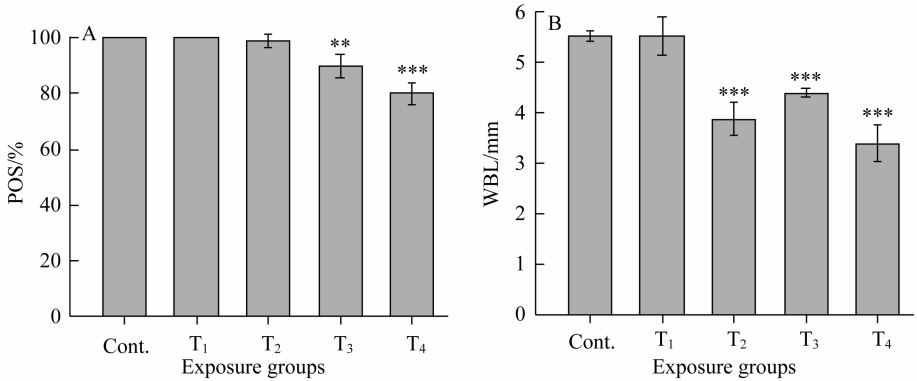 A
POS/%
100
80
60
40
20
0
**
***
Cont. T₁ T₂ T₃ T₄
Exposure groups
B
WBL/mm
6
5
4
3
2
1
0
***
***
***
Cont. T₁ T₂ T₃ T₄
Exposure groups